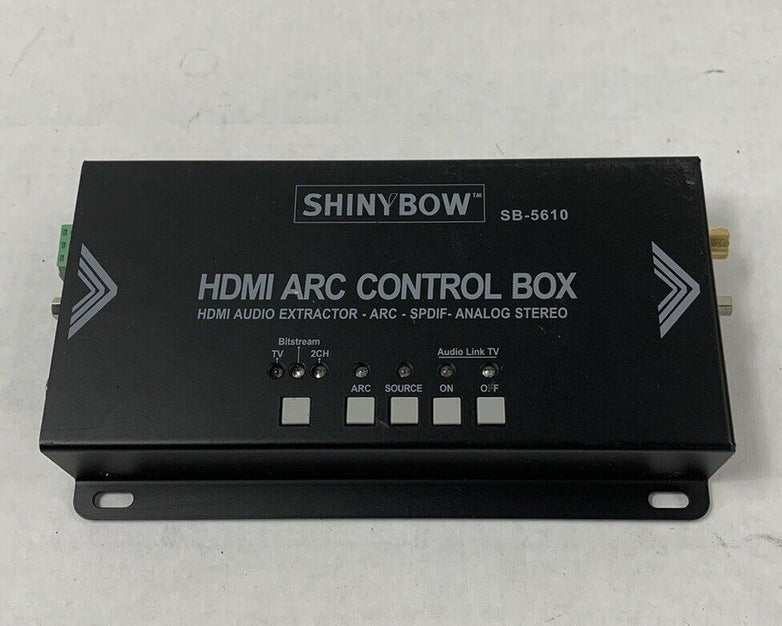 SHINYBOW™ SB-5610
HDMI ARC CONTROL BOX
HDMI AUDIO EXTRACTOR - ARC - SPDIF- ANALOG STEREO
Bitstream
TV 2CH
Audio Link TV
ARC SOURCE ON OFF